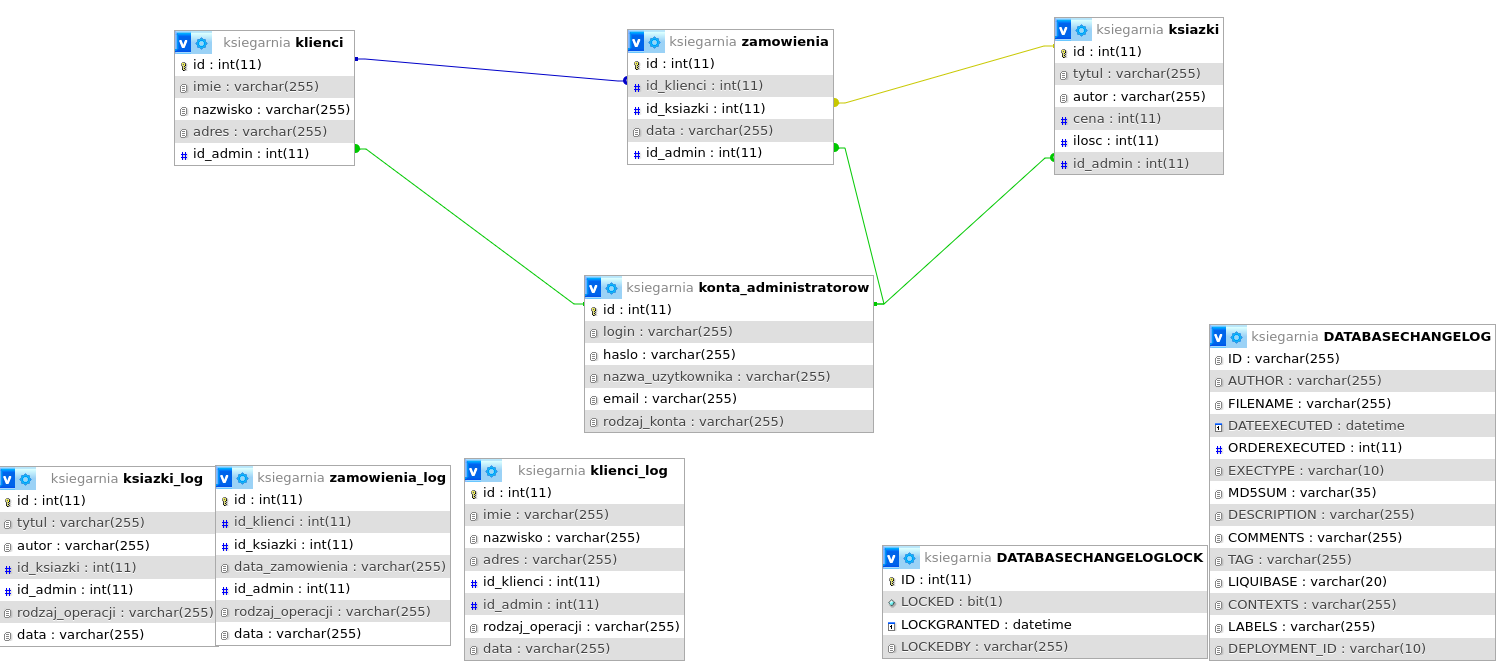 ksiegarnia klienci
id : int(11)
imie : varchar(255)
nazwisko : varchar(255)
adres : varchar(255)
id_admin : int(11)
ksiegarnia zamowienia
id : int(11)
id_klienci : int(11)
id_ksiazki : int(11)
data : varchar(255)
id_admin : int(11)
ksiegarnia ksiazki
id : int(11)
tytul : varchar(255)
autor : varchar(255)
cena : int(11)
ilosc : int(11)
id_admin : int(11)
ksiegarnia konta_administratorow
id : int(11)
login : varchar(255)
haslo : varchar(255)
nazwa_uzytkownika : varchar(255)
email : varchar(255)
rodzaj_konta : varchar(255)
ksiegarnia DATABASECHANGELOG
ID : varchar(255)
AUTHOR : varchar(255)
FILENAME : varchar(255)
DATEEXECUTED : datetime
ORDEREXECUTED : int(11)
EXECTYPE : varchar(10)
MD5SUM : varchar(35)
DESCRIPTION : varchar(255)
COMMENTS : varchar(255)
TAG : varchar(255)
LIQUIBASE : varchar(20)
CONTEXTS : varchar(255)
LABELS : varchar(255)
DEPLOYMENT_ID : varchar(10)
ksiegarnia ksiazki_log
id : int(11)
tytul : varchar(255)
autor : varchar(255)
id_ksiazki : int(11)
id_admin : int(11)
rodzaj_operacji : varchar(255)
data : varchar(255)
ksiegarnia zamowienia_log
id : int(11)
id_klienci : int(11)
id_ksiazki : int(11)
data_zamowienia : varchar(255)
id_admin : int(11)
rodzaj_operacji : varchar(255)
data : varchar(255)
ksiegarnia klienci_log
id : int(11)
imie : varchar(255)
nazwisko : varchar(255)
adres : varchar(255)
id_klienci : int(11)
id_admin : int(11)
rodzaj_operacji : varchar(255)
data : varchar(255)
ksiegarnia DATABASECHANGELOGLOCK
ID : int(11)
LOCKED : bit(1)
LOCKGRANTED : datetime
LOCKEDBY : varchar(255)